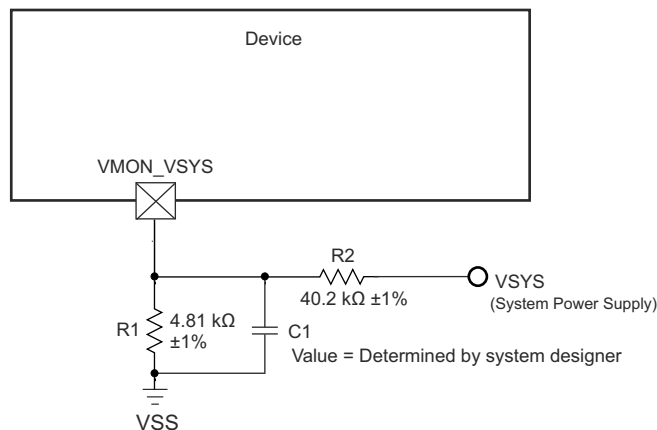 Device
VMON_VSYS
R2
VSYS
40.2 kΩ ±1%
(System Power Supply)
R1
4.81 kΩ
±1%
C1
Value = Determined by system designer
VSS